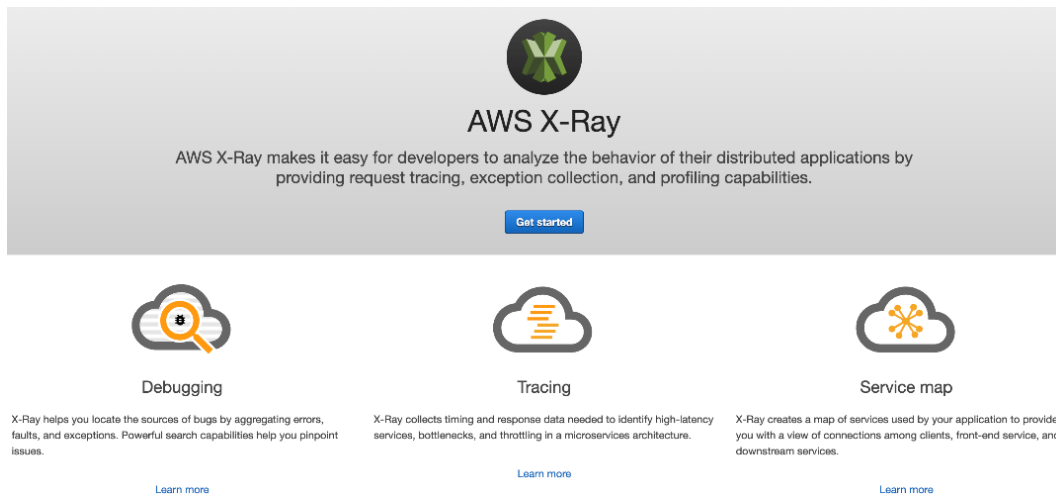 AWS X-Ray
AWS X-Ray makes it easy for developers to analyze the behavior of their distributed applications by
providing request tracing, exception collection, and profiling capabilities.
Get started
Debugging
X-Ray helps you locate the sources of bugs by aggregating errors,
faults, and exceptions. Powerful search capabilities help you pinpoint
issues.
Learn more
Tracing
X-Ray collects timing and response data needed to identify high-latency
services, bottlenecks, and throttling in a microservices architecture.
Learn more
Service map
X-Ray creates a map of services used by your application to provide
you with a view of connections among clients, front-end service, and
downstream services.
Learn more